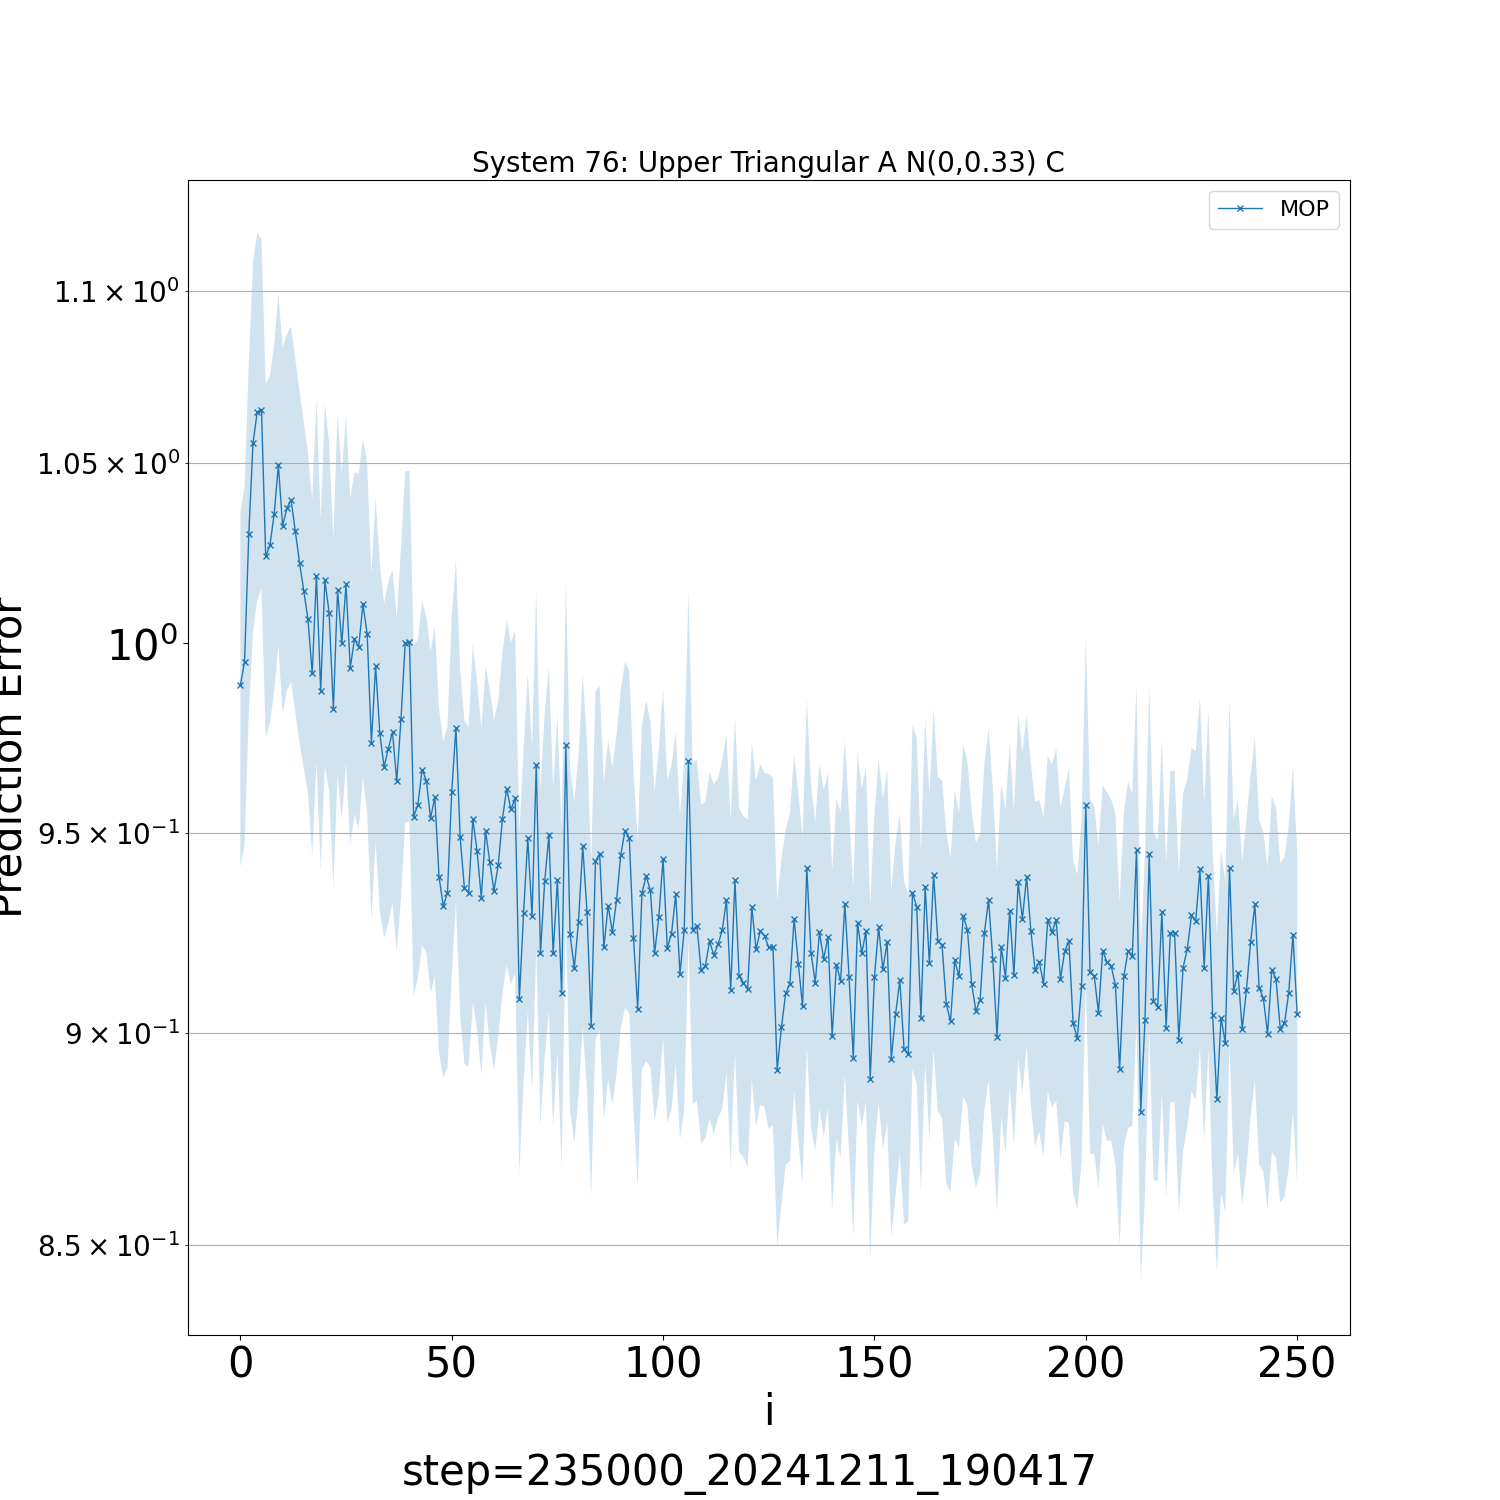 System 76: Upper Triangular A N(0,0.33) C
MOP
1.1 × 10⁰
1.05 × 10⁰
10⁰
9.5 × 10⁻¹
9 × 10⁻¹
8.5 × 10⁻¹
Prediction Error
0 50 100 150 200 250
i
step=235000_20241211_190417